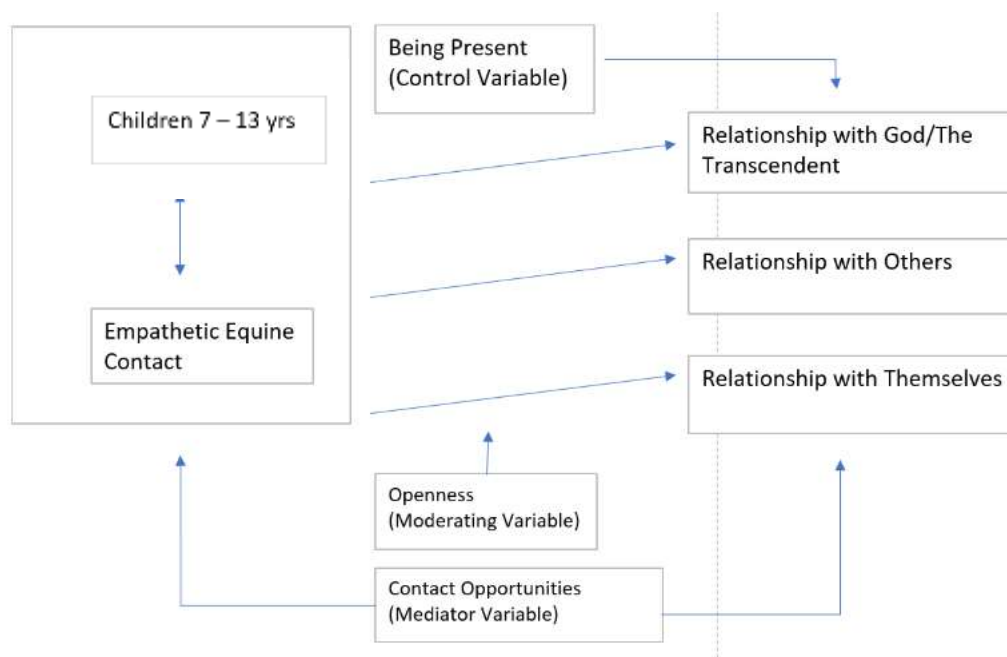 Being Present
(Control Variable)
Children 7 – 13 yrs
Relationship with God/The
Transcendent
Relationship with Others
Empathetic Equine
Contact
Relationship with Themselves
Openness
(Moderating Variable)
Contact Opportunities
(Mediator Variable)